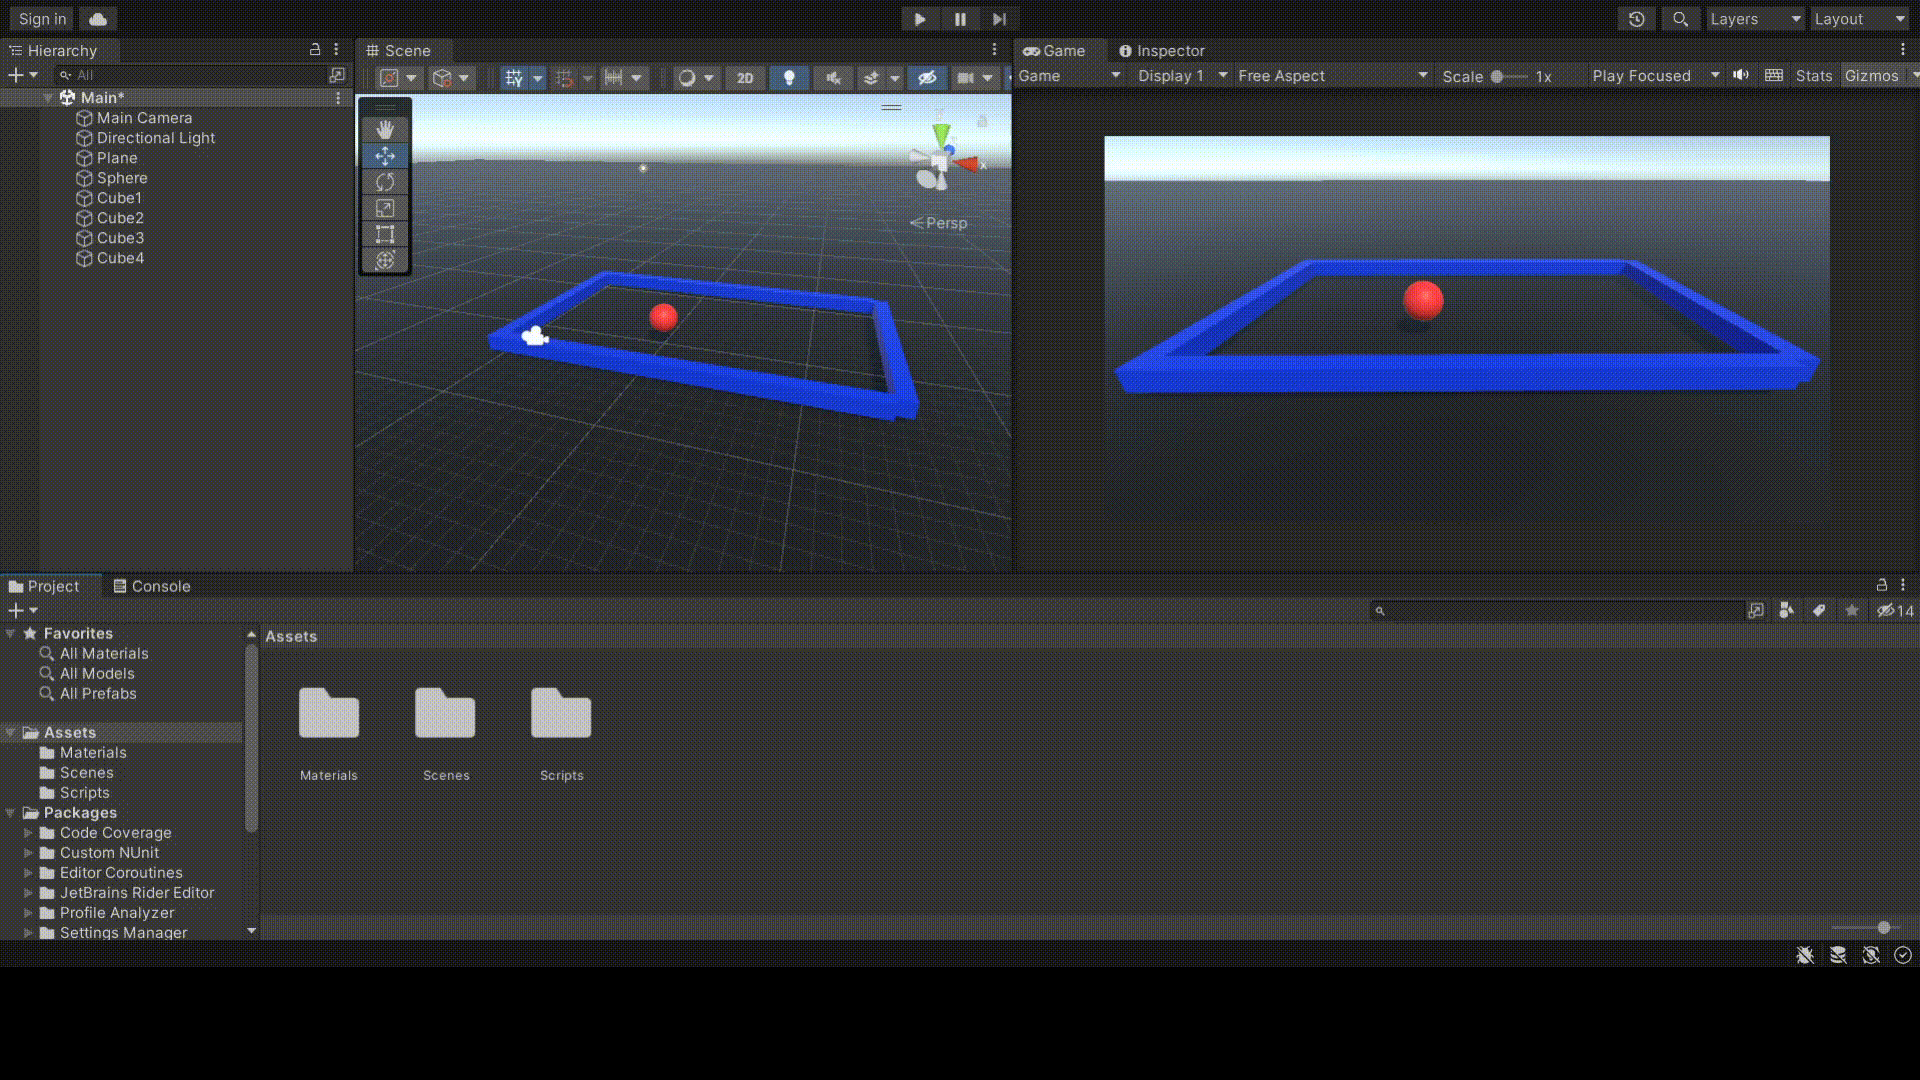 Sign in
Layers
Layout
Hierarchy
Scene
Game
Inspector
All
2D
Game
Display 1
Free Aspect
Scale
1x
Play Focused
Stats
Gizmos
Main*
Main Camera
Directional Light
Plane
Sphere
Cube1
Cube2
Cube3
Cube4
x
Persp
Project
Console
14
Favorites
All Materials
All Models
All Prefabs
Assets
Materials
Scenes
Scripts
Packages
Code Coverage
Custom NUnit
Editor Coroutines
JetBrains Rider Editor
Profile Analyzer
Settings Manager
Assets
Materials
Scenes
Scripts